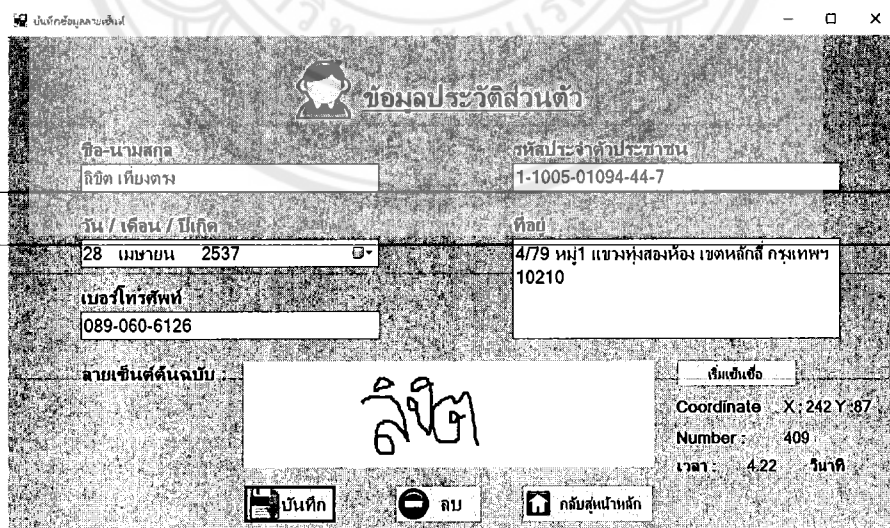 บันทึกข้อมูลลายเซ็นต์
ข้อมูลประวัติส่วนตัว
ชื่อ-นามสกุล
รหัสประจำตัวประชาชน
ลิขิต เที่ยงตรง
1-1005-01094-44-7
วัน / เดือน / ปีเกิด
ที่อยู่
28 เมษายน 2537
4/79 หมู่1 แขวงทุ่งสองห้อง เขตหลักสี่ กรุงเทพฯ
10210
เบอร์โทรศัพท์
089-060-6126
ลายเซ็นต์ต้นฉบับ :
ลิขิต
เริ่มเซ็นชื่อ
Coordinate X : 242 Y :87
Number : 409
เวลา : 4.22 วินาที
บันทึก
ลบ
กลับสู่หน้าหลัก